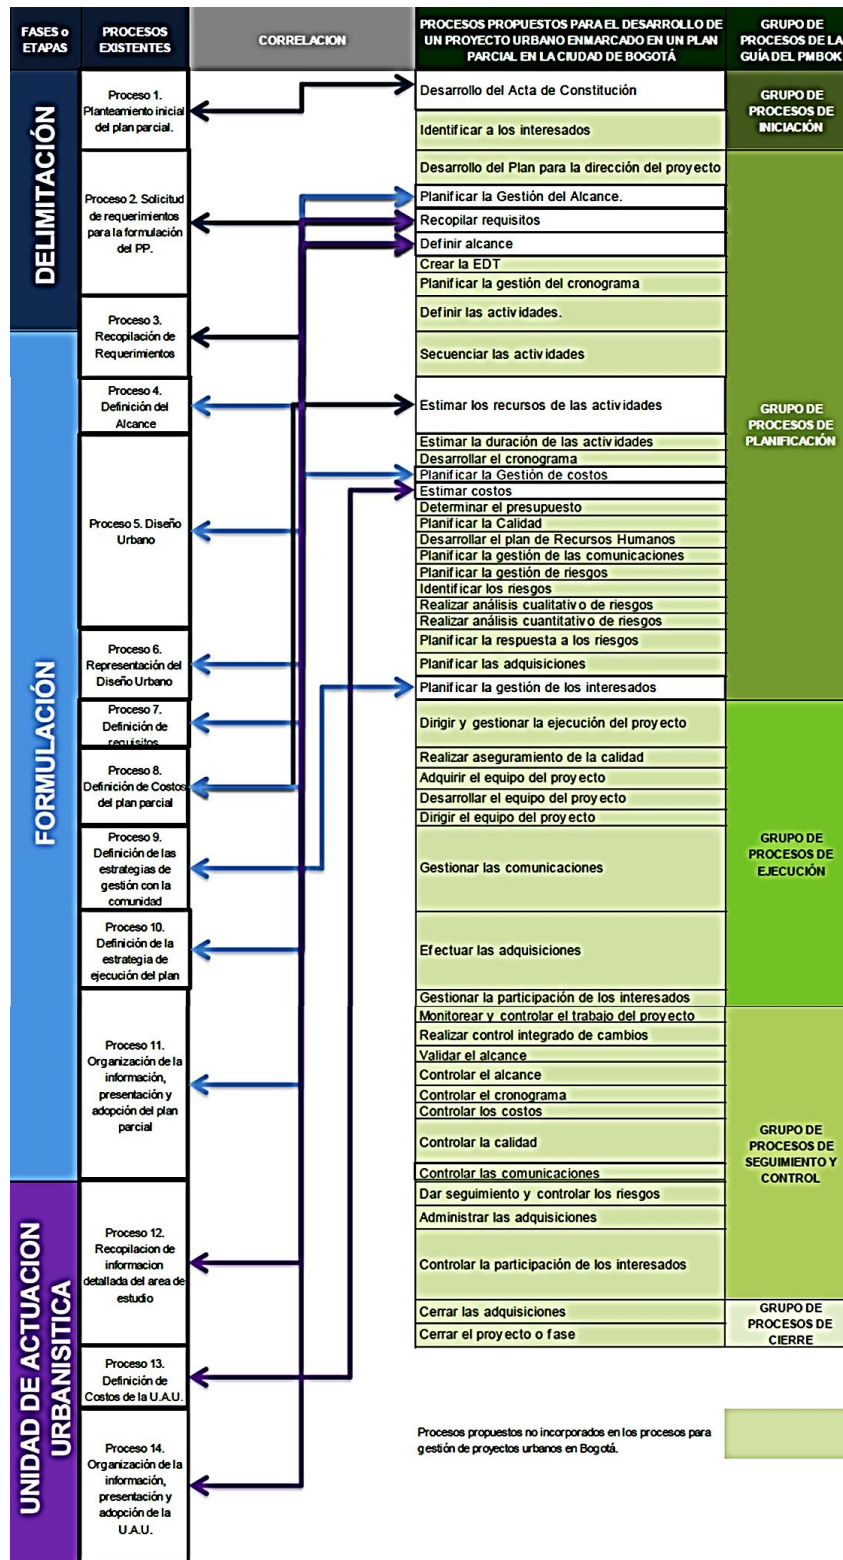 FASES o
ETAPAS
PROCESOS
EXISTENTES
CORRELACION
PROCESOS PROPUESTOS PARA EL DESARROLLO DE
UN PROYECTO URBANO ENMARCADO EN UN PLAN
PARCIAL EN LA CIUDAD DE BOGOTÁ
GRUPO DE
PROCESOS DE LA
GUÍA DEL PMBOK
DELIMITACIÓN
Proceso 1.
Planteamiento inicial
del plan parcial.
Proceso 2. Solicitud
de requerimientos
para la formulación
del PP.
Proceso 3.
Recopilación de
Requerimientos
FORMULACIÓN
Proceso 4.
Definición del
Alcance
Proceso 5. Diseño
Urbano
Proceso 6.
Representación del
Diseño Urbano
Proceso 7.
Definición de
requisitos
Proceso 8.
Definición de Costos
del plan parcial
Proceso 9.
Definición de las
estrategias de
gestión con la
comunidad
Proceso 10.
Definición de la
estrategia de
ejecución del plan
Proceso 11.
Organización de la
información,
presentación y
adopción del plan
parcial
UNIDAD DE ACTUACION
URBANISITICA
Proceso 12.
Recopilacion de
informacion
detallada del area de
estudio
Proceso 13.
Definición de
Costos de la U.A.U.
Proceso 14.
Organización de la
información,
presentación y
adopción de la
U.A.U.
Desarrollo del Acta de Constitución
Identificar a los interesados
Desarrollo del Plan para la dirección del proyecto
Planificar la Gestión del Alcance.
Recopilar requisitos
Definir alcance
Crear la EDT
Planificar la gestión del cronograma
Definir las actividades.
Secuenciar las actividades
Estimar los recursos de las actividades
Estimar la duración de las actividades
Desarrollar el cronograma
Planificar la Gestión de costos
Estimar costos
Determinar el presupuesto
Planificar la Calidad
Desarrollar el plan de Recursos Humanos
Planificar la gestión de las comunicaciones
Planificar la gestión de riesgos
Identificar los riesgos
Realizar análisis cualitativo de riesgos
Realizar análisis cuantitativo de riesgos
Planificar la respuesta a los riesgos
Planificar las adquisiciones
Planificar la gestión de los interesados
Dirigir y gestionar la ejecución del proyecto
Realizar aseguramiento de la calidad
Adquirir el equipo del proyecto
Desarrollar el equipo del proyecto
Dirigir el equipo del proyecto
Gestionar las comunicaciones
Efectuar las adquisiciones
Gestionar la participación de los interesados
Monitorear y controlar el trabajo del proyecto
Realizar control integrado de cambios
Validar el alcance
Controlar el alcance
Controlar el cronograma
Controlar los costos
Controlar la calidad
Controlar las comunicaciones
Dar seguimiento y controlar los riesgos
Administrar las adquisiciones
Controlar la participación de los interesados
Cerrar las adquisiciones
Cerrar el proyecto o fase
GRUPO DE
PROCESOS DE
INICIACIÓN
GRUPO DE
PROCESOS DE
PLANIFICACIÓN
GRUPO DE
PROCESOS DE
EJECUCIÓN
GRUPO DE
PROCESOS DE
SEGUIMIENTO Y
CONTROL
GRUPO DE
PROCESOS DE
CIERRE
Procesos propuestos no incorporados en los procesos para
gestión de proyectos urbanos en Bogotá.